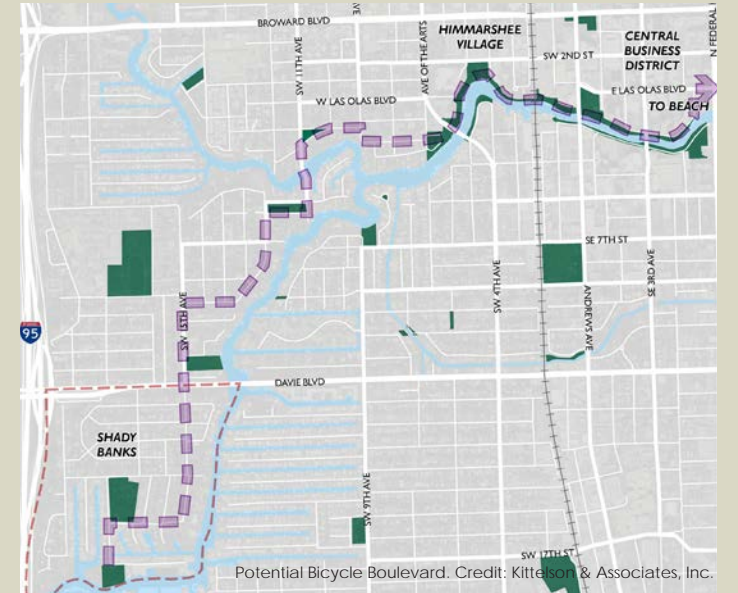 BROWARD BLVD
HIMMARSHEE
VILLAGE
CENTRAL
BUSINESS
DISTRICT
SW 2ND ST
N FEDERAL
AVE OF THE ARTS
VE
SW 11TH AVE
W LAS OLAS BLVD
E LAS OLAS BLVD
TO BEACH
SE 7TH ST
SW 4TH AVE
SE 3RD AVE
ANDREWS AVE
SW 15TH AVE
95
DAVIE BLVD
SHADY
BANKS
SW 9TH AVE
SW 17TH ST
Potential Bicycle Boulevard. Credit: Kittelson & Associates, Inc.